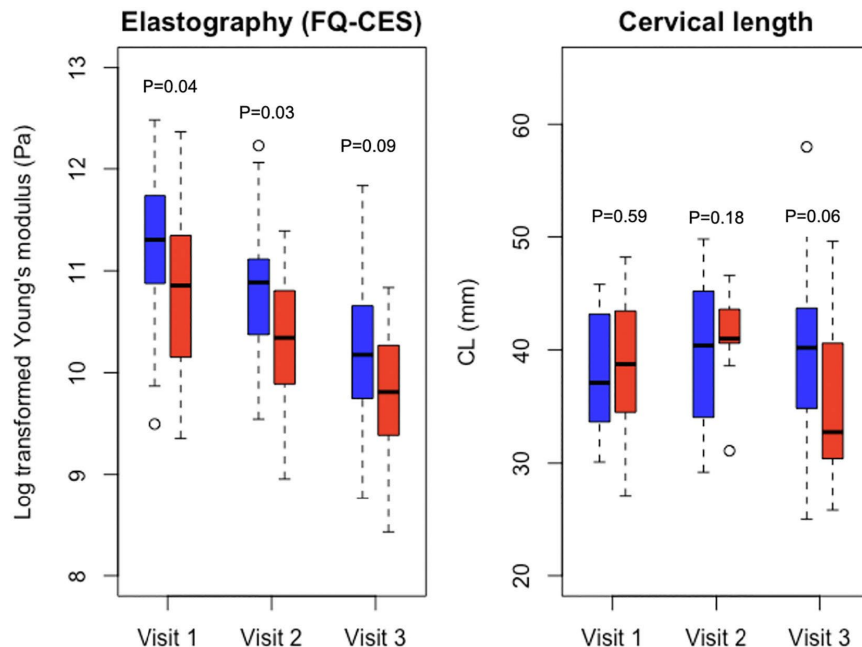 Elastography (FQ-CES)
Log transformed Young's modulus (Pa)
13
12
11
10
9
8
P=0.04
P=0.03
P=0.09
Visit 1
Visit 2
Visit 3
Cervical length
CL (mm)
60
50
40
30
20
P=0.59
P=0.18
P=0.06
Visit 1
Visit 2
Visit 3